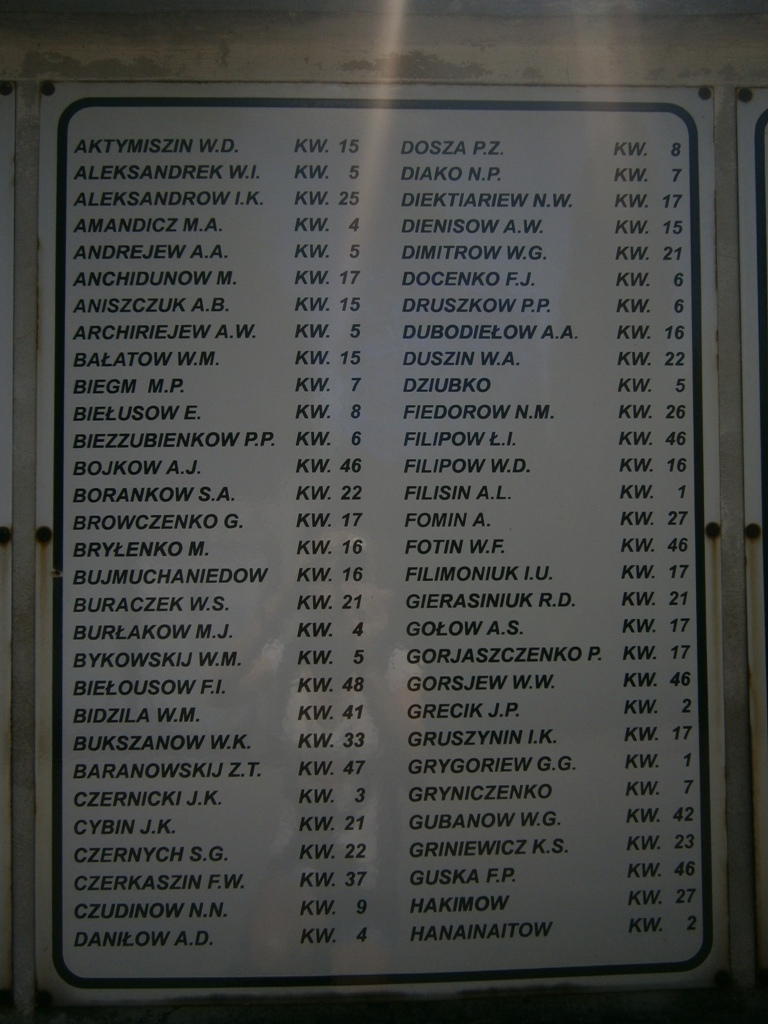 AKTYMISZIN W.D. KW. 15
ALEKSANDREK W.I. KW. 5
ALEKSANDROW I.K. KW. 25
AMANDICZ M.A. KW. 4
ANDREJEW A.A. KW. 5
ANCHIDUNOW M. KW. 17
ANISZCZUK A.B. KW. 15
ARCHIRIEJEW A.W. KW. 5
BAŁATOW W.M. KW. 15
BIEGM M.P. KW. 7
BIEŁUSOW E. KW. 8
BIEZZUBIENKOW P.P. KW. 6
BOJKOW A.J. KW. 46
BORANKOW S.A. KW. 22
BROWCZENKO G. KW. 17
BRYŁENKO M. KW. 16
BUJMUCHANIEDOW KW. 16
BURACZEK W.S. KW. 21
BURŁAKOW M.J. KW. 4
BYKOWSKIJ W.M. KW. 5
BIEŁOUSOW F.I. KW. 48
BIDZILA W.M. KW. 41
BUKSZANOW W.K. KW. 33
BARANOWSKIJ Z.T. KW. 47
CZERNICKI J.K. KW. 3
CYBIN J.K. KW. 21
CZERNYCH S.G. KW. 22
CZERKASZIN F.W. KW. 37
CZUDINOW N.N. KW. 9
DANIŁOW A.D. KW. 4
DOSZA P.Z. KW. 8
DIAKO N.P. KW. 7
DIEKTIARIEW N.W. KW. 17
DIENISOW A.W. KW. 15
DIMITROW W.G. KW. 21
DOCENKO F.J. KW. 6
DRUSZKOW P.P. KW. 6
DUBODIEŁOW A.A. KW. 16
DUSZIN W.A. KW. 22
DZIUBKO KW. 5
FIEDOROW N.M. KW. 26
FILIPOW Ł.I. KW. 46
FILIPOW W.D. KW. 16
FILISIN A.L. KW. 1
FOMIN A. KW. 27
FOTIN W.F. KW. 46
FILIMONIUK I.U. KW. 17
GIERASINIUK R.D. KW. 21
GOŁOW A.S. KW. 17
GORJASZCZENKO P. KW. 17
GORSJEW W.W. KW. 46
GRECIK J.P. KW. 2
GRUSZYNIN I.K. KW. 17
GRYGORIEW G.G. KW. 1
GRYNICZENKO KW. 7
GUBANOW W.G. KW. 42
GRINIEWICZ K.S. KW. 23
GUSKA F.P. KW. 46
HAKIMOW KW. 27
HANAINAITOW KW. 2